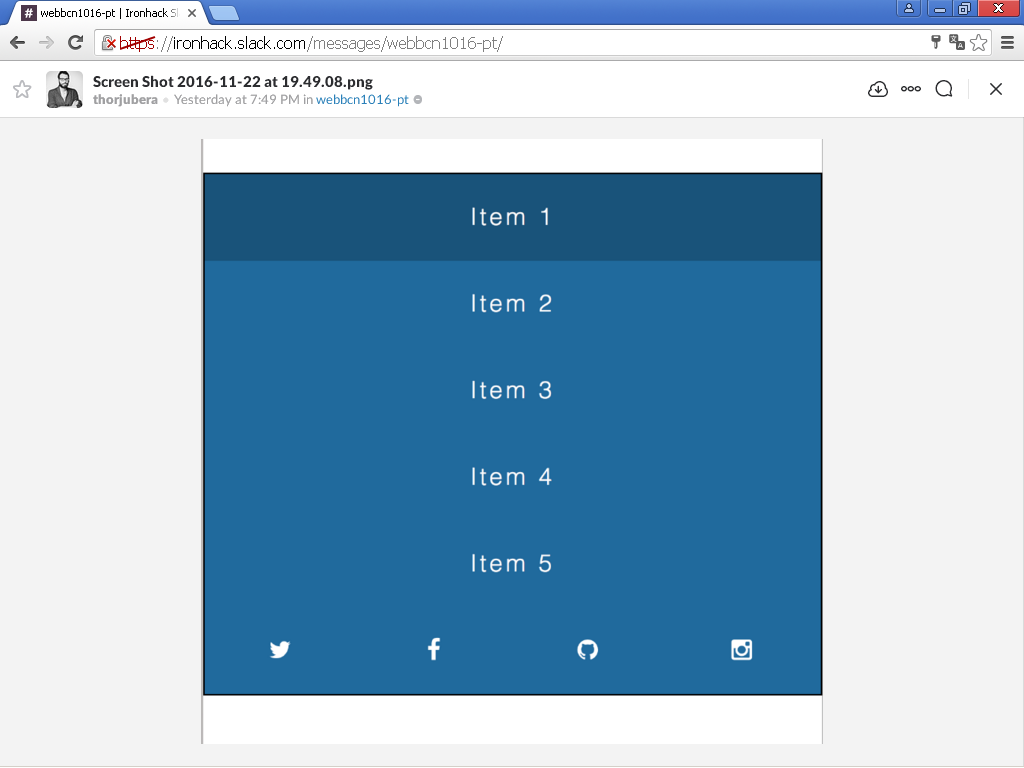 webbcn1016-pt | Ironhack Sl
https://ironhack.slack.com/messages/webbcn1016-pt/
Screen Shot 2016-11-22 at 19.49.08.png
thorjubera Yesterday at 7:49 PM in webbcn1016-pt
Item 1
Item 2
Item 3
Item 4
Item 5